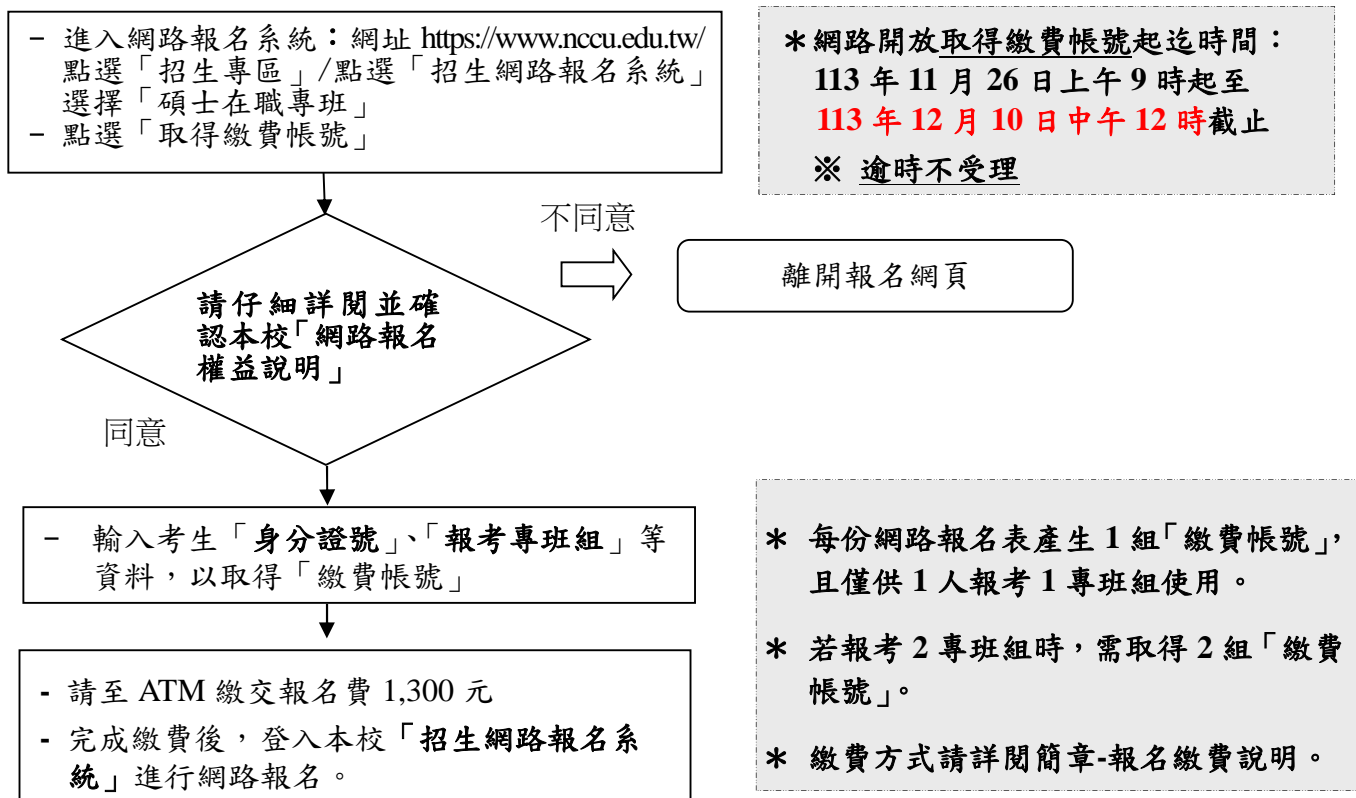 – 進入網路報名系統：網址 https://www.nccu.edu.tw/
點選「招生專區」/點選「招生網路報名系統」
選擇「碩士在職專班」
– 點選「取得繳費帳號」
＊網路開放取得繳費帳號起迄時間：
113 年 11 月 26 日上午 9 時起至
113 年 12 月 10 日中午 12 時截止
※ 逾時不受理
不同意
離開報名網頁
請仔細詳閱並確
認本校「網路報名
權益說明」
同意
– 輸入考生「身分證號」、「報考專班組」等
資料，以取得「繳費帳號」
＊ 每份網路報名表產生 1 組「繳費帳號」，
且僅供 1 人報考 1 專班組使用。
＊ 若報考 2 專班組時，需取得 2 組「繳費
帳號」。
＊ 繳費方式請詳閱簡章-報名繳費說明。
- 請至 ATM 繳交報名費 1,300 元
- 完成繳費後，登入本校「招生網路報名系
統」進行網路報名。